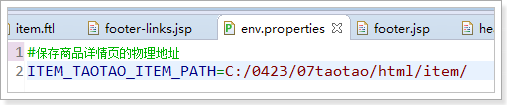 item.ftl footer-links.jsp env.properties footer.jsp he
1 #保存商品详情页的物理地址
2 ITEM_TAOTAO_ITEM_PATH=C:/0423/07taotao/html/item/